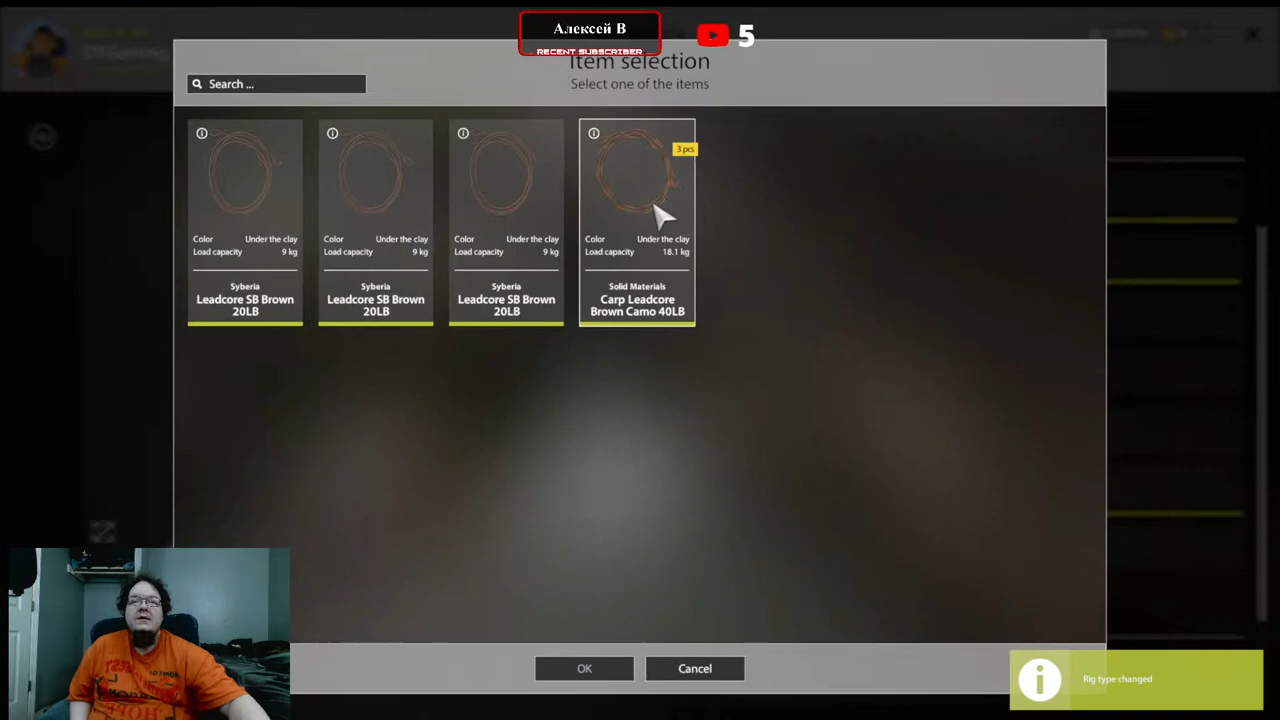 Алексей В
RECENT SUBSCRIBER
5
Item selection
Select one of the items
Search ...
3 pcs
Color Under the clay
Load capacity 9 kg
Syberia
Leadcore SB Brown
20LB
Color Under the clay
Load capacity 9 kg
Syberia
Leadcore SB Brown
20LB
Color Under the clay
Load capacity 9 kg
Syberia
Leadcore SB Brown
20LB
Color Under the clay
Load capacity 18.1 kg
Solid Materials
Carp Leadcore
Brown Camo 40LB
OK
Cancel
Rig type changed